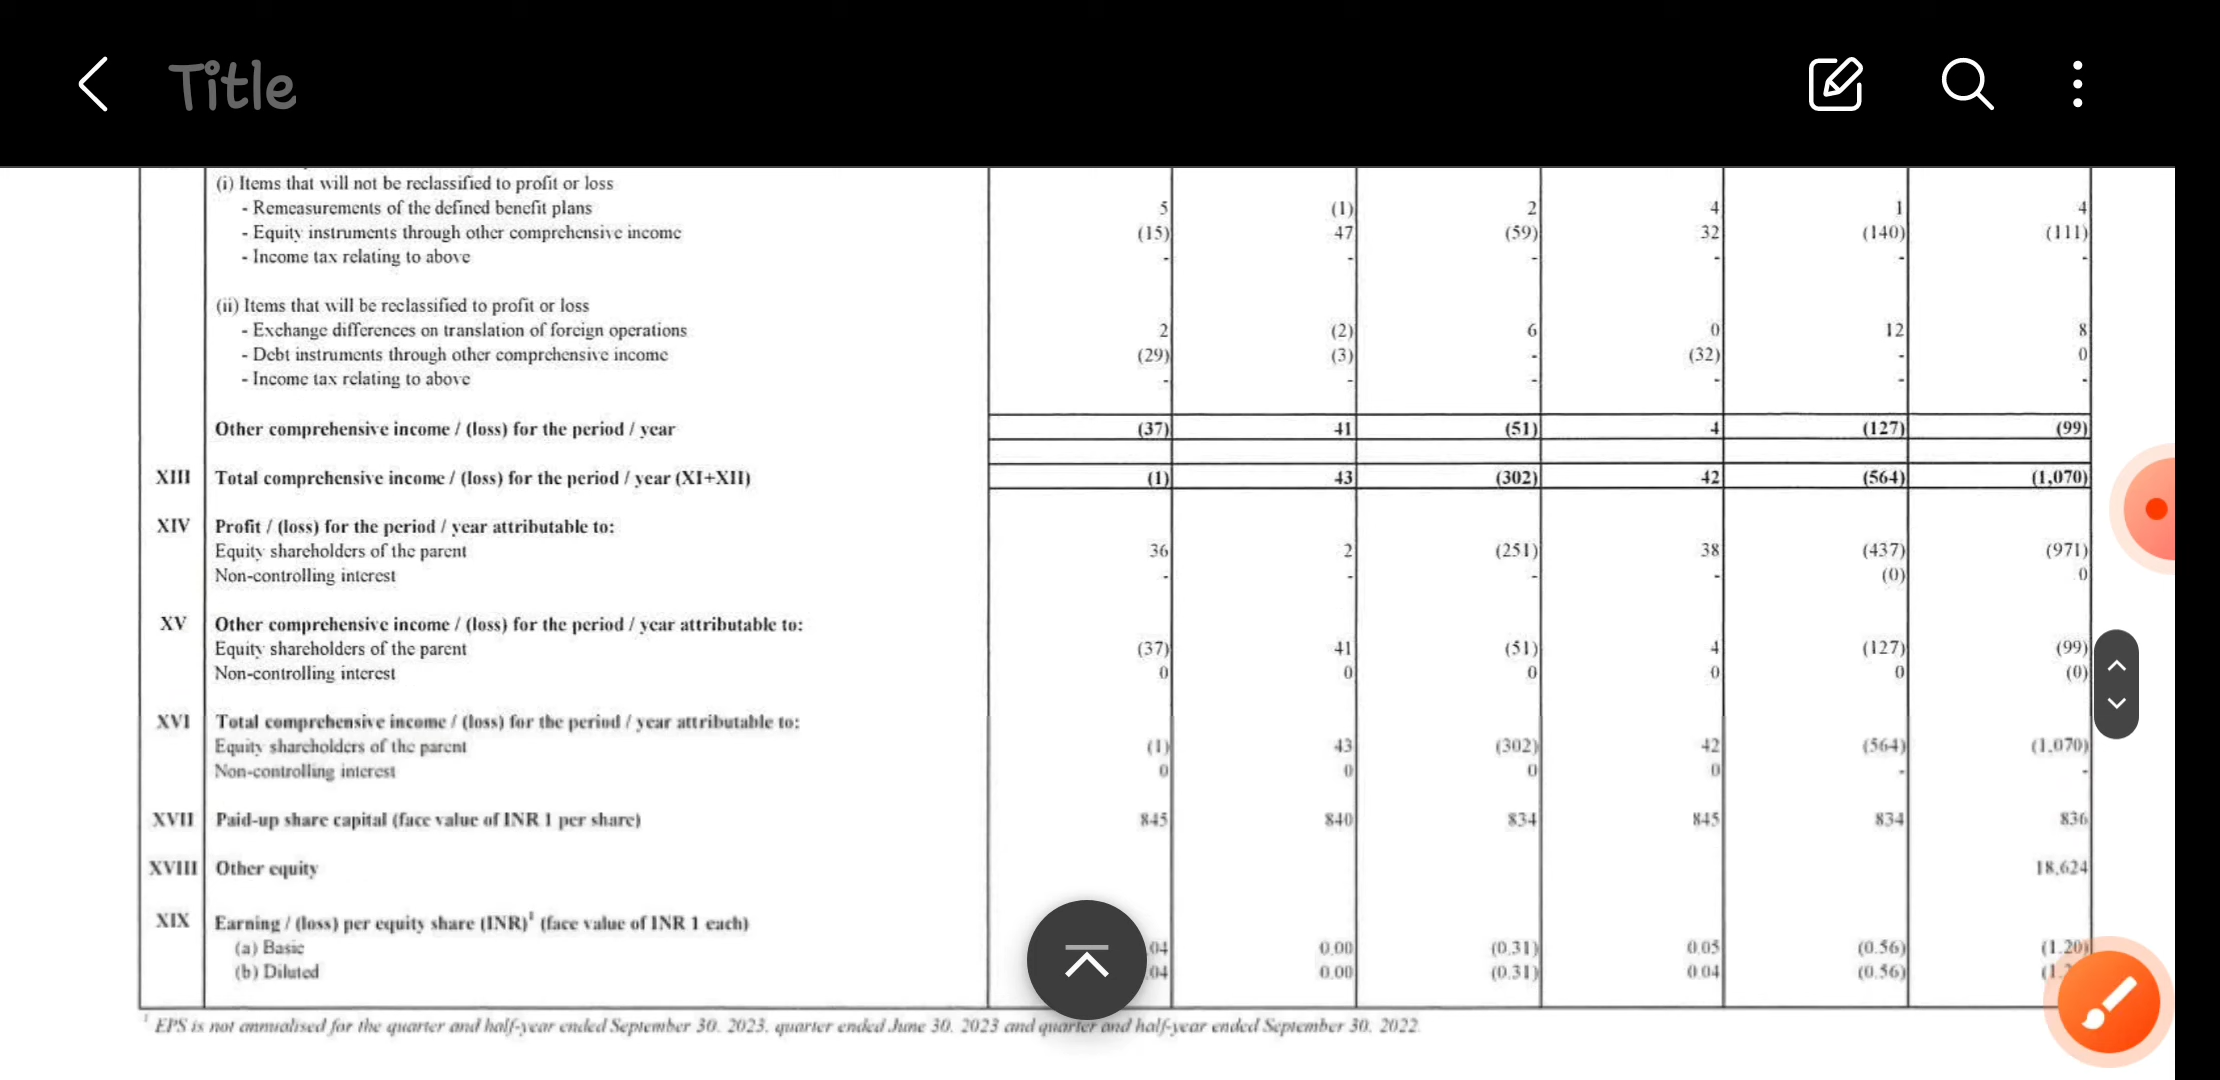 Title
(i) Items that will not be reclassified to profit or loss
- Remeasurements of the defined benefit plans 5 (1) 2 4 1 4
- Equity instruments through other comprehensive income (15) 47 (59) 32 (140) (111)
- Income tax relating to above - - - - - -
(ii) Items that will be reclassified to profit or loss
- Exchange differences on translation of foreign operations 2 (2) 6 0 12 8
- Debt instruments through other comprehensive income (29) (3) - (32) - 0
- Income tax relating to above - - - - - -
Other comprehensive income / (loss) for the period / year (37) 41 (51) 4 (127) (99)
XIII Total comprehensive income / (loss) for the period / year (XI+XII) (1) 43 (302) 42 (564) (1,070)
XIV Profit / (loss) for the period / year attributable to:
Equity shareholders of the parent 36 2 (251) 38 (437) (971)
Non-controlling interest - - - - (0) 0
XV Other comprehensive income / (loss) for the period / year attributable to:
Equity shareholders of the parent (37) 41 (51) 4 (127) (99)
Non-controlling interest 0 0 0 0 0 (0)
XVI Total comprehensive income / (loss) for the period / year attributable to:
Equity shareholders of the parent (1) 43 (302) 42 (564) (1,070)
Non-controlling interest 0 0 0 0 - -
XVII Paid-up share capital (face value of INR 1 per share) 845 840 834 845 834 836
XVIII Other equity 18,624
XIX Earning / (loss) per equity share (INR)¹ (face value of INR 1 each)
(a) Basic .04 0.00 (0.31) 0.05 (0.56) (1.20)
(b) Diluted .04 0.00 (0.31) 0.04 (0.56)
¹ EPS is not annualised for the quarter and half-year ended September 30, 2023, quarter ended June 30, 2023 and quarter and half-year ended September 30, 2022.